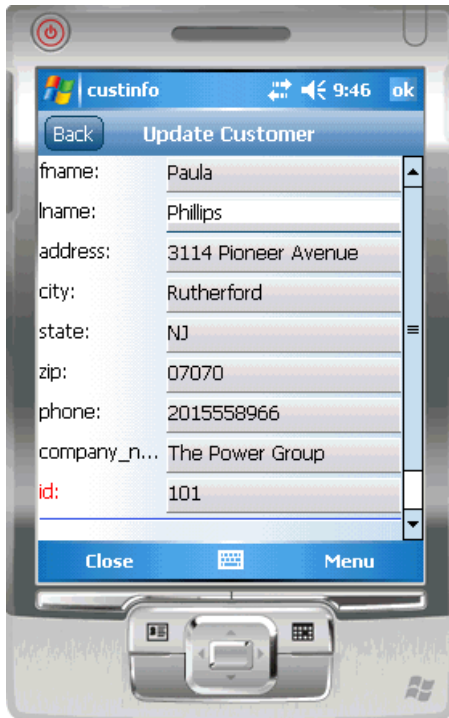 custinfo 9:46 ok
Back Update Customer
fname: Paula
lname: Phillips
address: 3114 Pioneer Avenue
city: Rutherford
state: NJ
zip: 07070
phone: 2015558966
company_n... The Power Group
id: 101
Close Menu